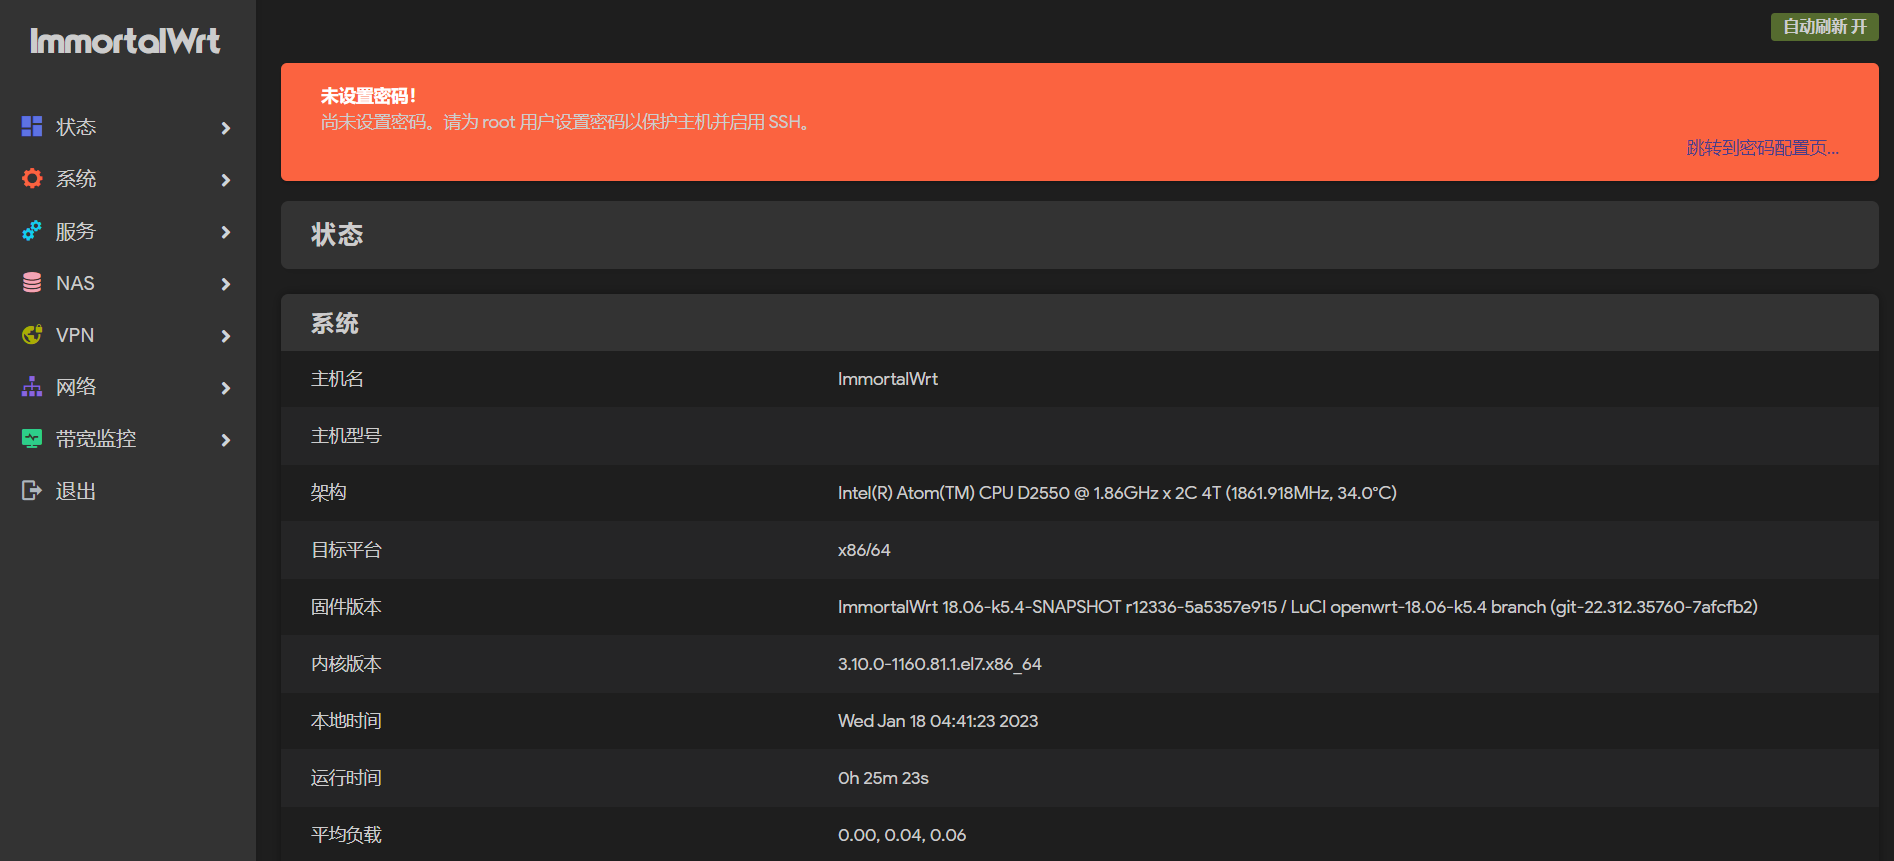 ImmortalWrt
自动刷新 开
未设置密码！
尚未设置密码。请为 root 用户设置密码以保护主机并启用 SSH。
跳转到密码配置页...
状态
系统
服务
NAS
VPN
网络
带宽监控
退出
状态
系统
主机名 ImmortalWrt
主机型号
架构 Intel(R) Atom(TM) CPU D2550 @ 1.86GHz x 2C 4T (1861.918MHz, 34.0°C)
目标平台 x86/64
固件版本 ImmortalWrt 18.06-k5.4-SNAPSHOT r12336-5a5357e915 / LuCI openwrt-18.06-k5.4 branch (git-22.312.35760-7afcfb2)
内核版本 3.10.0-1160.81.1.el7.x86_64
本地时间 Wed Jan 18 04:41:23 2023
运行时间 0h 25m 23s
平均负载 0.00, 0.04, 0.06